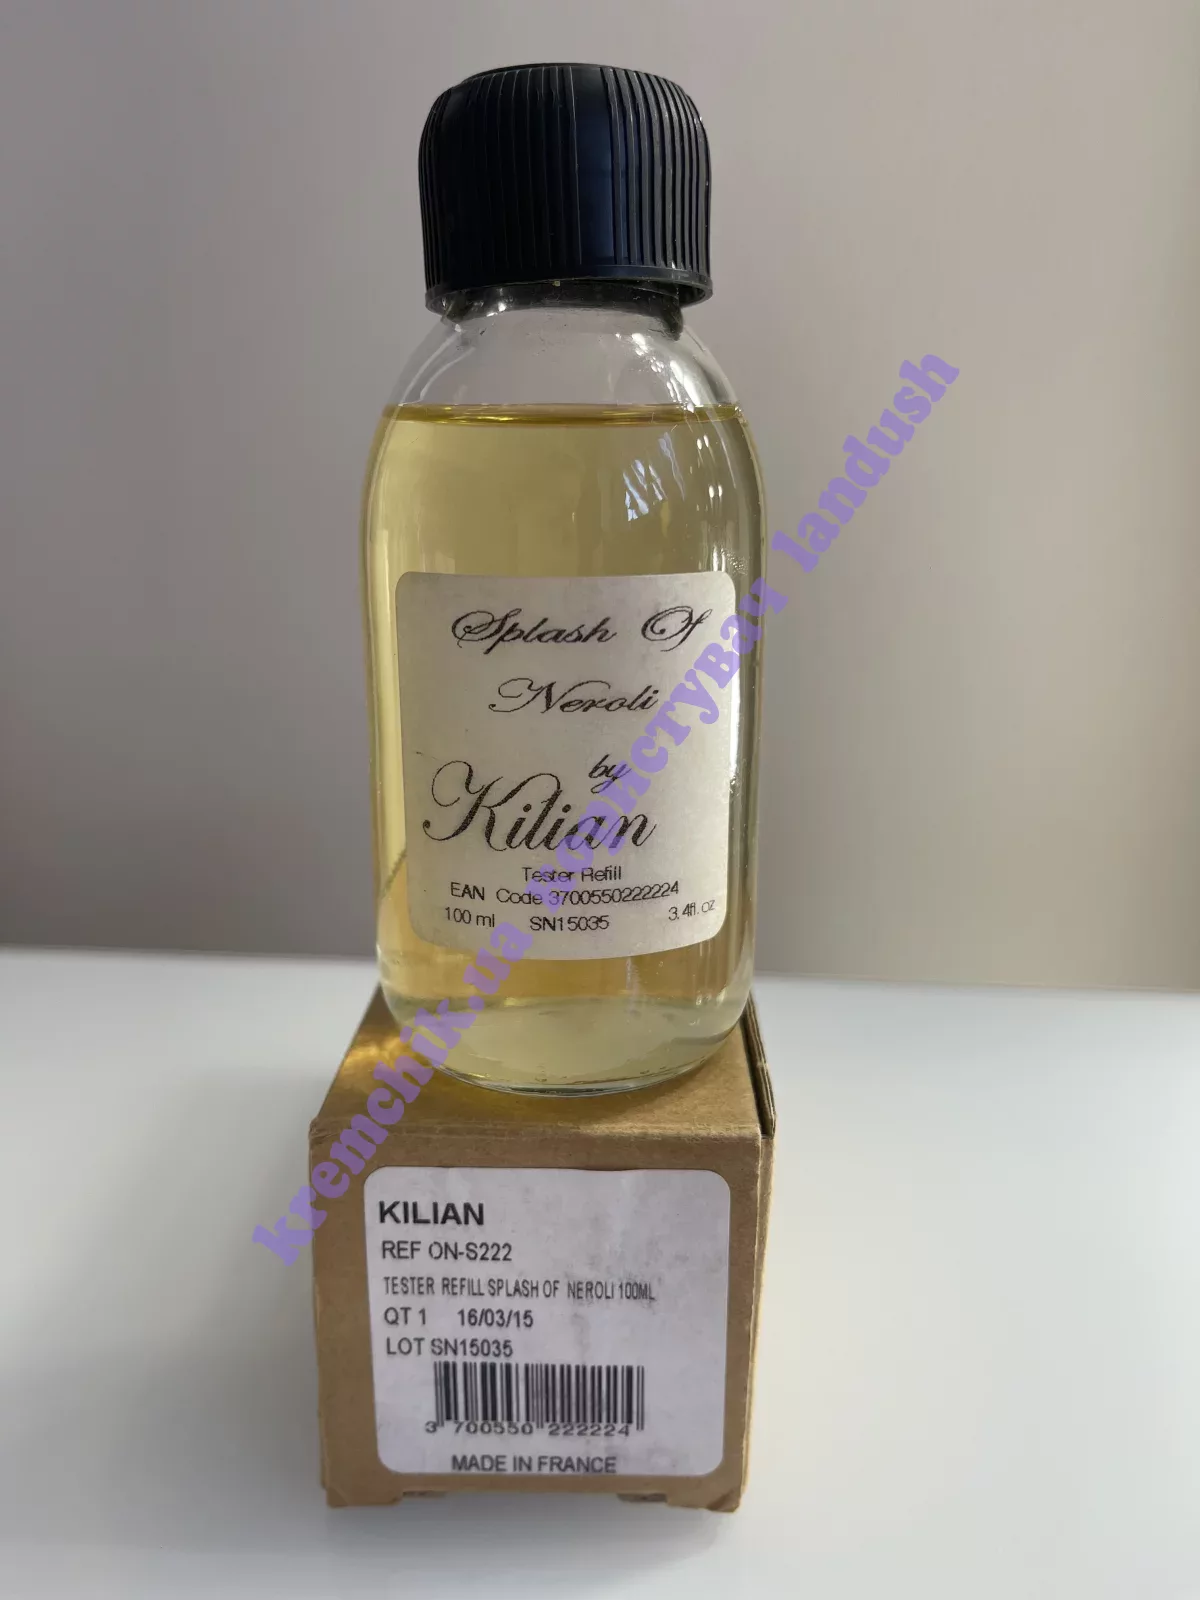 Splash Of
Neroli
by
Kilian
Tester Refill
EAN Code 3700550222224
100 ml SN15035 3.4fl. oz
kremchik.ua користувач landush
KILIAN
REF ON-S222
TESTER REFILL SPLASH OF NEROLI 100ML
QT 1 16/03/15
LOT SN15035
3 700550 222224
MADE IN FRANCE